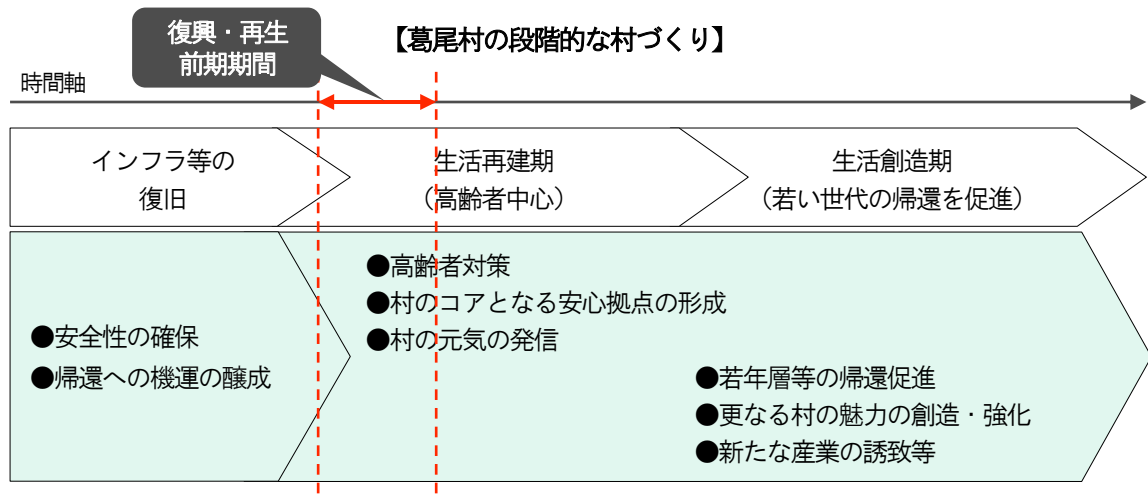 復興・再生
前期期間
【葛尾村の段階的な村づくり】
時間軸
インフラ等の
復旧
生活再建期
（高齢者中心）
生活創造期
（若い世代の帰還を促進）
●安全性の確保
●帰還への機運の醸成
●高齢者対策
●村のコアとなる安心拠点の形成
●村の元気の発信
●若年層等の帰還促進
●更なる村の魅力の創造・強化
●新たな産業の誘致等